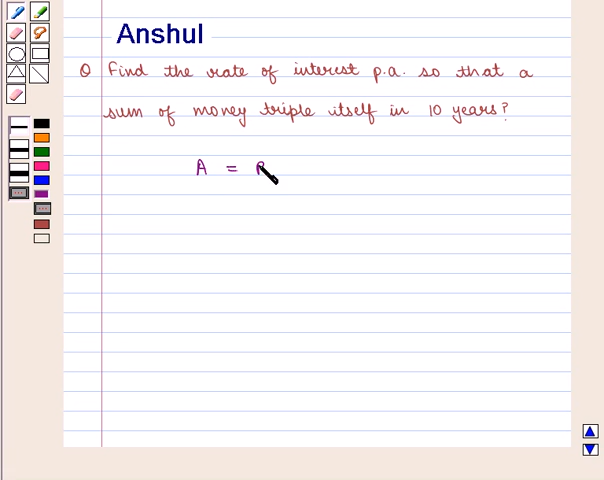 Anshul
Q Find the rate of interest p.a. so that a
sum of money triple itself in 10 years?
A = P